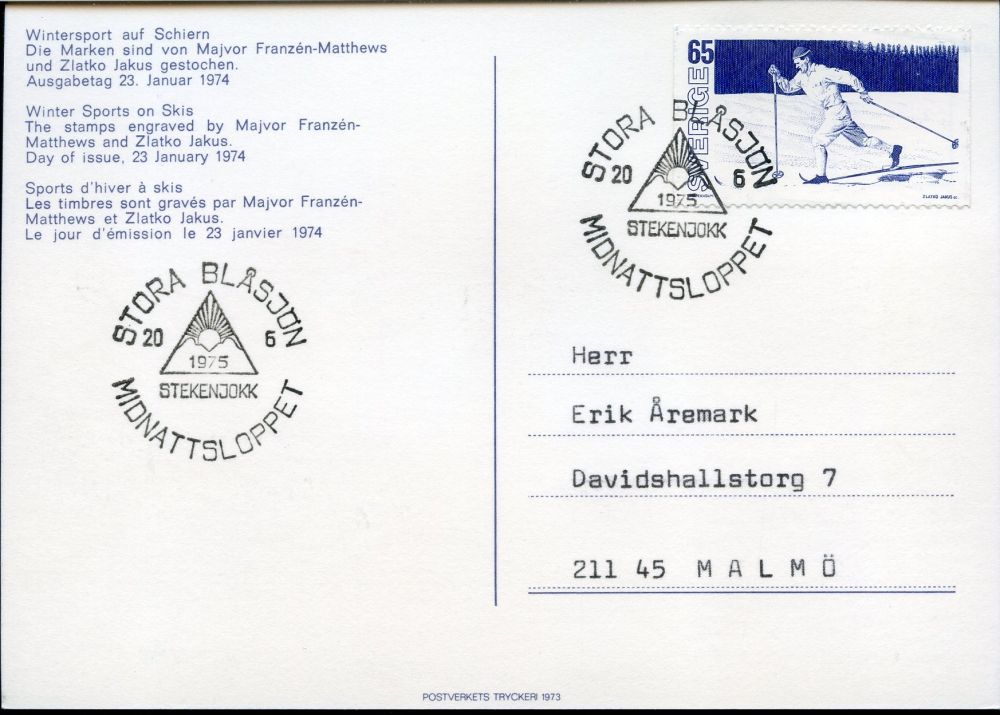 Wintersport auf Schiern
Die Marken sind von Majvor Franzén-Matthews
und Zlatko Jakus gestochen.
Ausgabetag 23. Januar 1974
Winter Sports on Skis
The stamps engraved by Majvor Franzén-
Matthews and Zlatko Jakus.
Day of issue, 23 January 1974
Sports d'hiver à skis
Les timbres sont gravés par Majvor Franzén-
Matthews et Zlatko Jakus.
Le jour d'émission le 23 janvier 1974
STORA BLÅSJÖN
20 6
1975
STEKENJOKK
MIDNATTSLOPPET
65
SVERIGE
ZLATKO JAKUS SC.
STORA BLÅSJÖN
20 6
1975
STEKENJOKK
MIDNATTSLOPPET
Herr
Erik Åremark
Davidshallstorg 7
211 45 M A L M Ö
POSTVERKETS TRYCKERI 1973